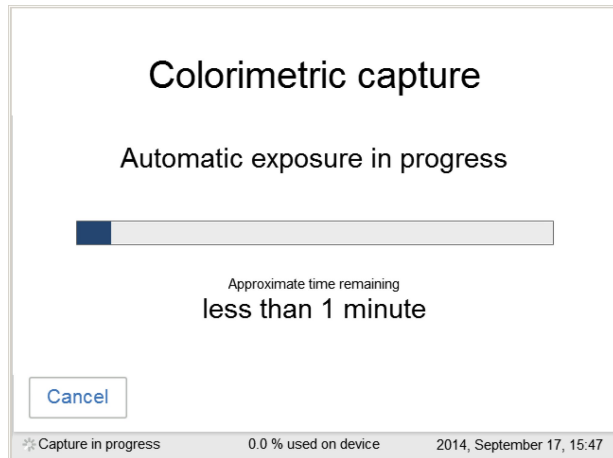 Colorimetric capture
Automatic exposure in progress
Approximate time remaining
less than 1 minute
Cancel
Capture in progress 0.0 % used on device 2014, September 17, 15:47